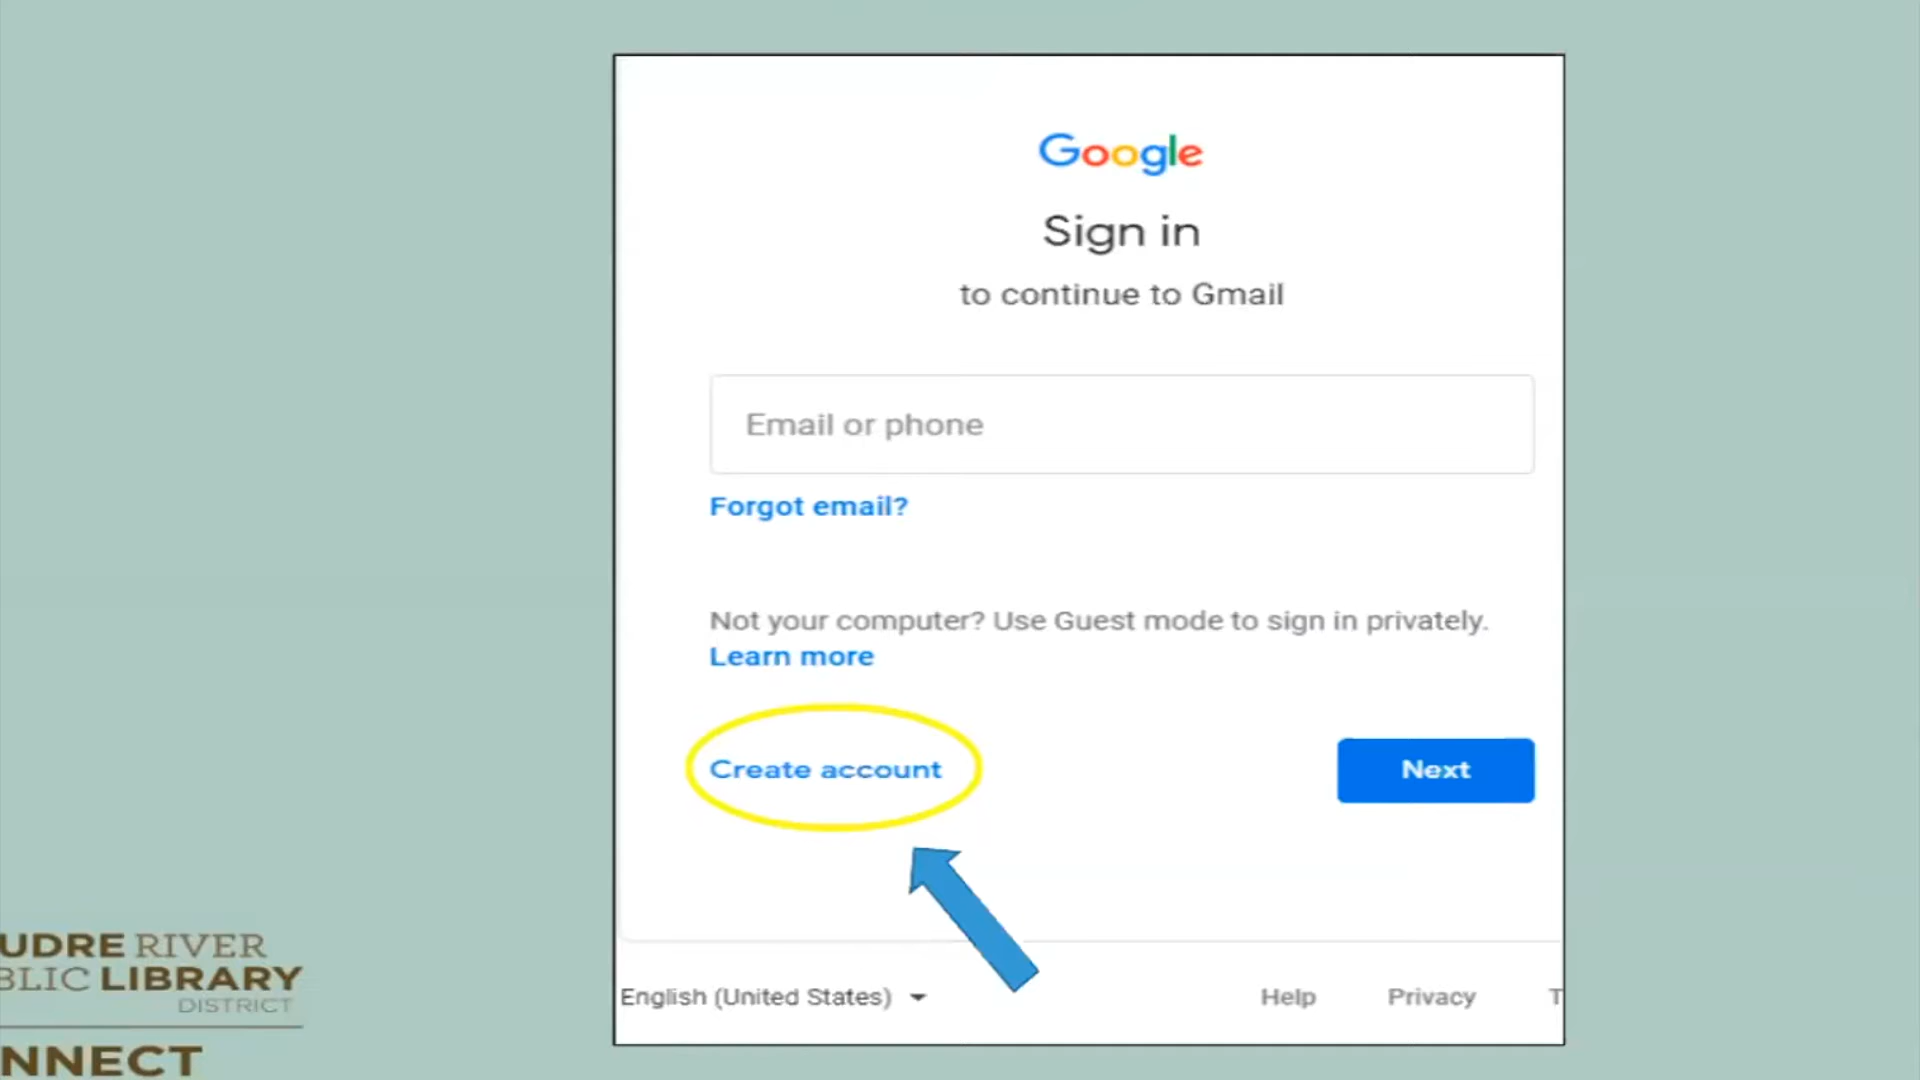 Google
Sign in
to continue to Gmail
Email or phone
Forgot email?
Not your computer? Use Guest mode to sign in privately.
Learn more
Create account
Next
English (United States)
Help
Privacy
T
UDRE RIVER
BLIC LIBRARY
DISTRICT
NNECT